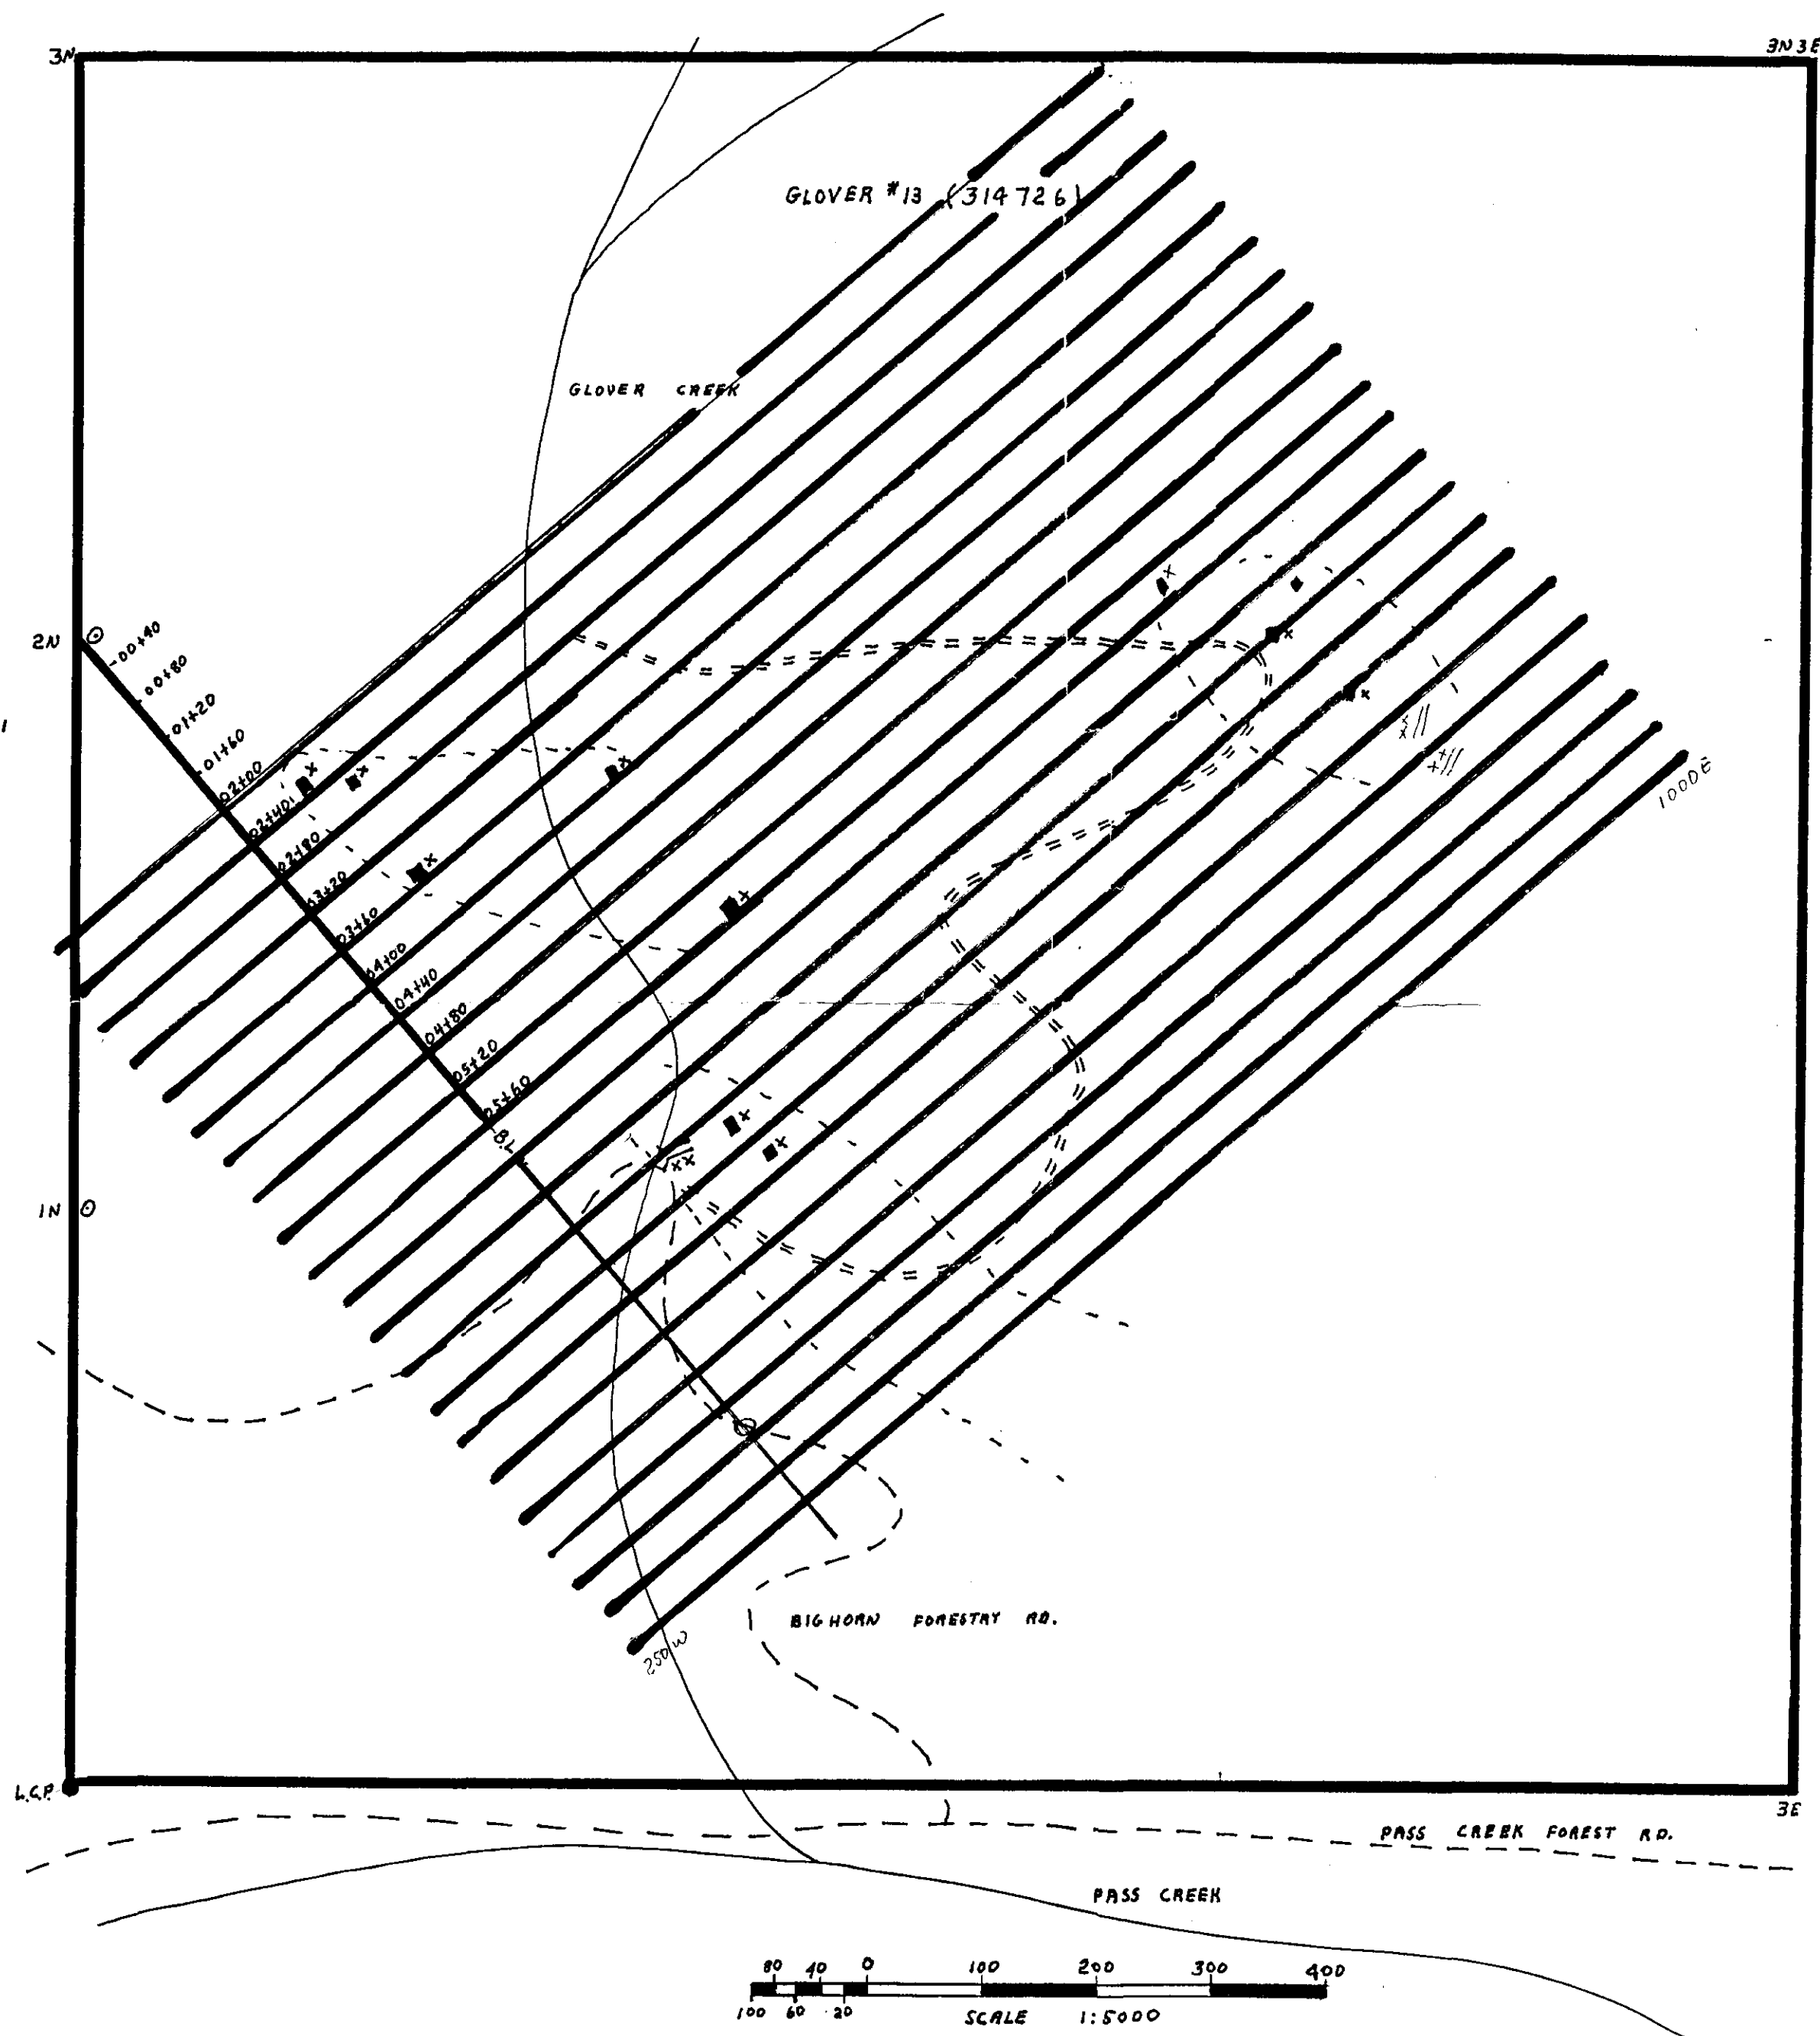 3N
3N 3E
GLOVER #13 (314726)
GLOVER CREEK
2N
00+40
00+80
01+20
01+60
02+00
02+40
02+80
03+20
03+60
04+00
04+40
04+80
05+20
05+60
B.L.
x
x
x
x
x
x
x
x
x
x
xx
1000E
1N
250W
BIGHORN FORESTRY RD.
L.C.P.
3E
PASS CREEK FOREST RD.
PASS CREEK
80 40 0 100 200 300 400
100 60 20
SCALE 1:5000